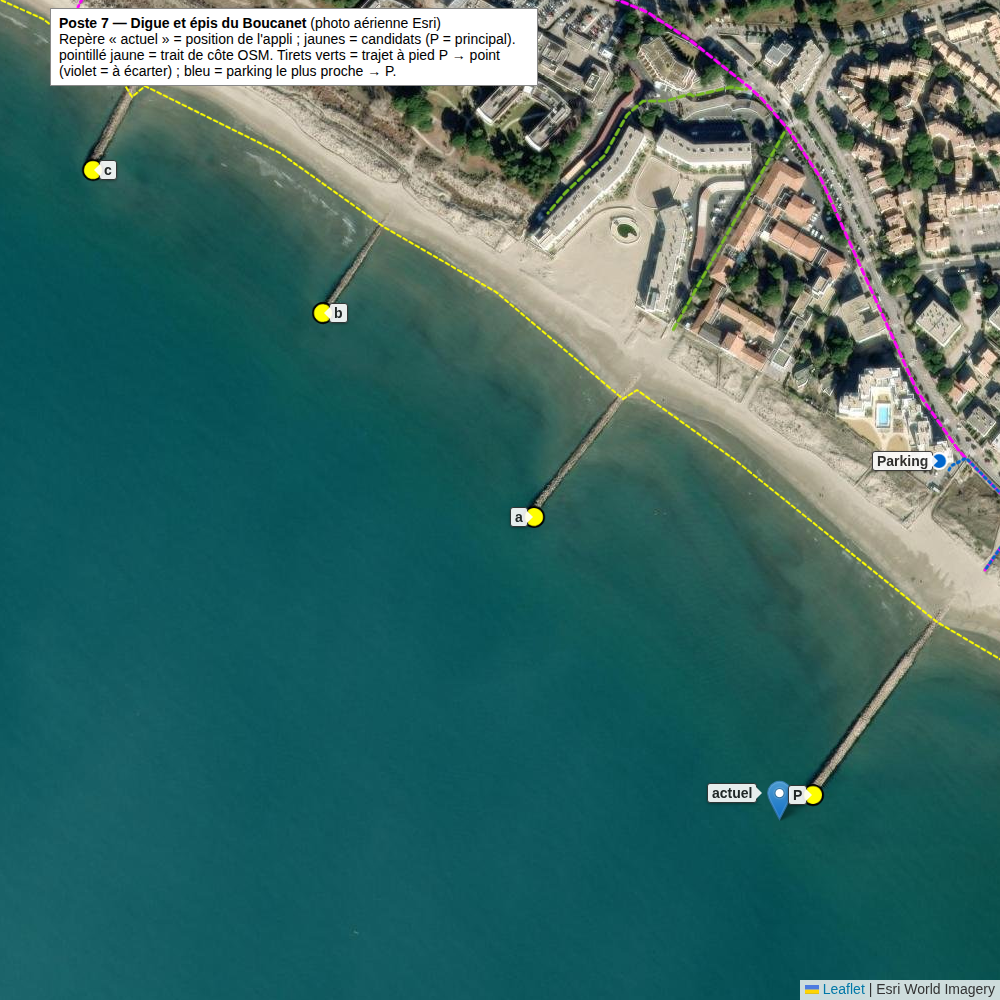 Poste 7 — Digue et épis du Boucanet (photo aérienne Esri)
Repère « actuel » = position de l'appli ; jaunes = candidats (P = principal).
pointillé jaune = trait de côte OSM. Tirets verts = trajet à pied P → point
(violet = à écarter) ; bleu = parking le plus proche → P.
c
b
Parking
a
actuel
P
Leaflet | Esri World Imagery